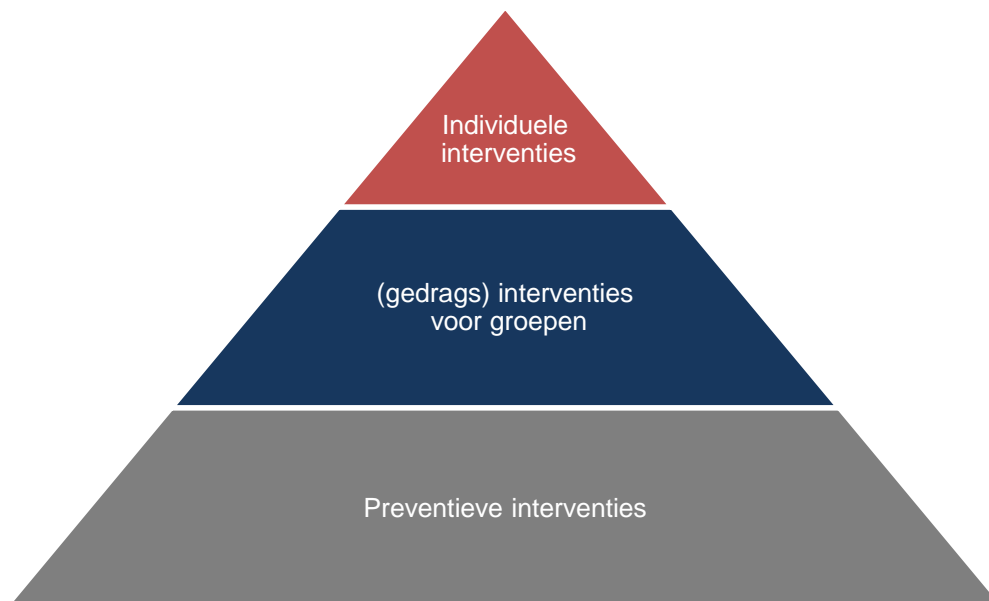 Individuele
interventies
(gedrags) interventies
voor groepen
Preventieve interventies